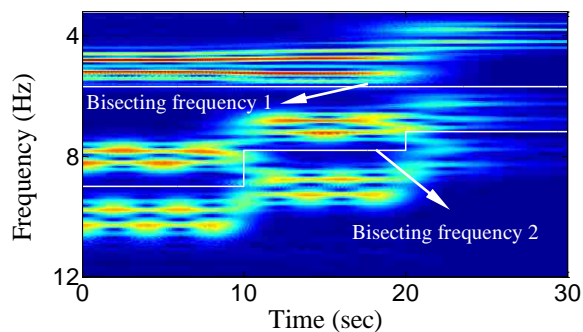 4
8
12
Frequency (Hz)
Bisecting frequency 1
Bisecting frequency 2
0
10
20
30
Time (sec)